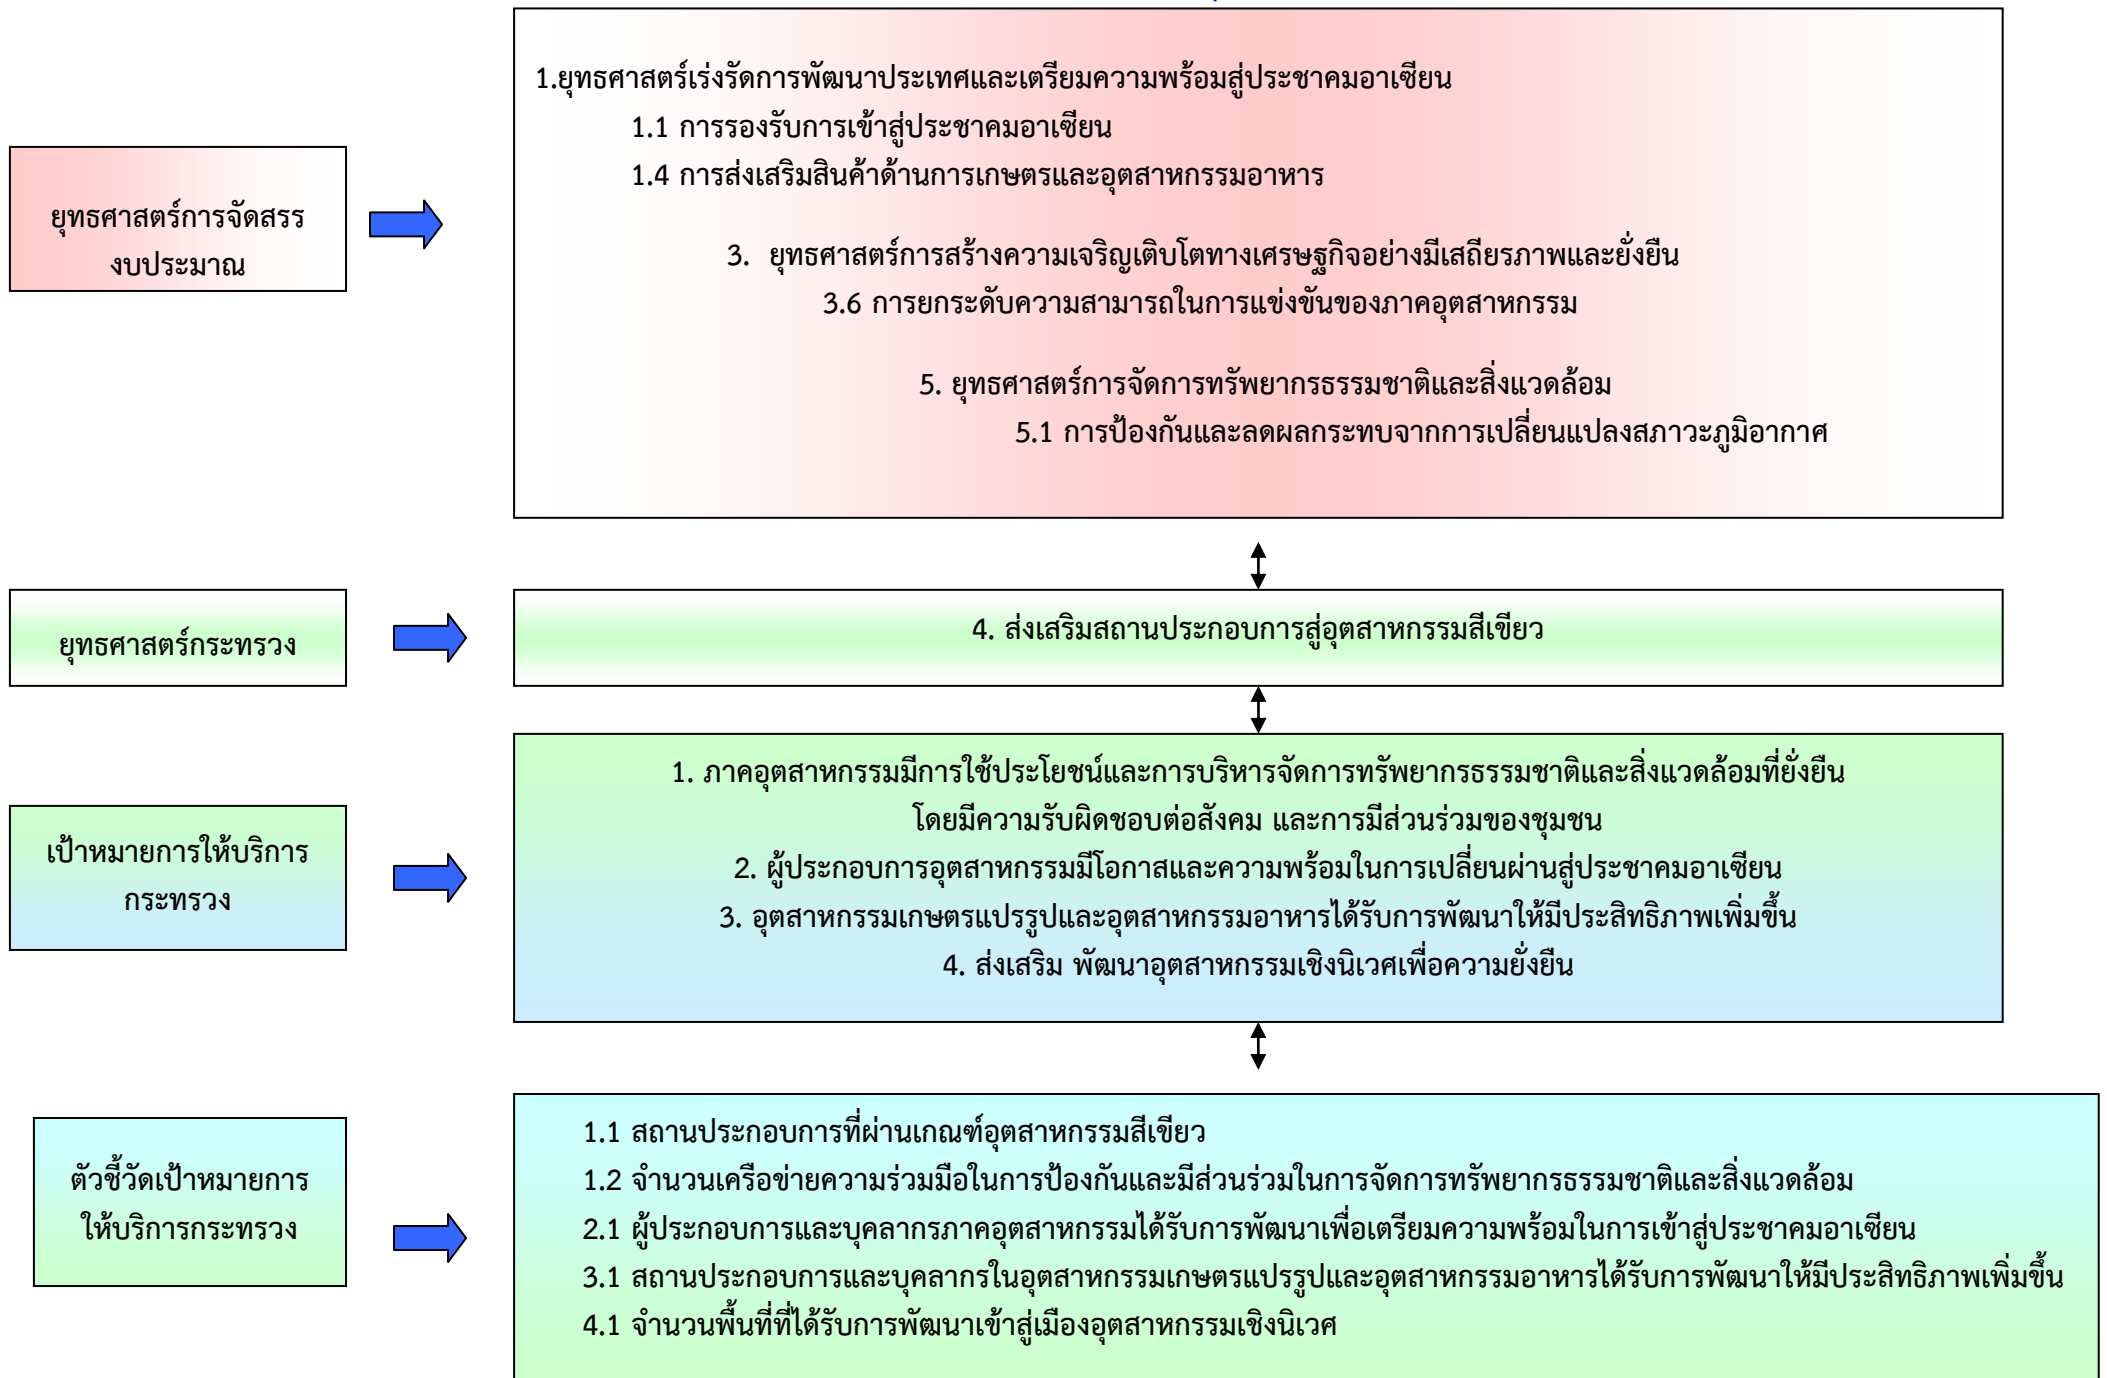 ยุทธศาสตร์การจัดสรร
งบประมาณ
1.ยุทธศาสตร์เร่งรัดการพัฒนาประเทศและเตรียมความพร้อมสู่ประชาคมอาเซียน
1.1 การรองรับการเข้าสู่ประชาคมอาเซียน
1.4 การส่งเสริมสินค้าด้านการเกษตรและอุตสาหกรรมอาหาร
3. ยุทธศาสตร์การสร้างความเจริญเติบโตทางเศรษฐกิจอย่างมีเสถียรภาพและยั่งยืน
3.6 การยกระดับความสามารถในการแข่งขันของภาคอุตสาหกรรม
5. ยุทธศาสตร์การจัดการทรัพยากรธรรมชาติและสิ่งแวดล้อม
5.1 การป้องกันและลดผลกระทบจากการเปลี่ยนแปลงสภาวะภูมิอากาศ
ยุทธศาสตร์กระทรวง
4. ส่งเสริมสถานประกอบการสู่อุตสาหกรรมสีเขียว
เป้าหมายการให้บริการ
กระทรวง
1. ภาคอุตสาหกรรมมีการใช้ประโยชน์และการบริหารจัดการทรัพยากรธรรมชาติและสิ่งแวดล้อมที่ยั่งยืน
โดยมีความรับผิดชอบต่อสังคม และการมีส่วนร่วมของชุมชน
2. ผู้ประกอบการอุตสาหกรรมมีโอกาสและความพร้อมในการเปลี่ยนผ่านสู่ประชาคมอาเซียน
3. อุตสาหกรรมเกษตรแปรรูปและอุตสาหกรรมอาหารได้รับการพัฒนาให้มีประสิทธิภาพเพิ่มขึ้น
4. ส่งเสริม พัฒนาอุตสาหกรรมเชิงนิเวศเพื่อความยั่งยืน
ตัวชี้วัดเป้าหมายการ
ให้บริการกระทรวง
1.1 สถานประกอบการที่ผ่านเกณฑ์อุตสาหกรรมสีเขียว
1.2 จำนวนเครือข่ายความร่วมมือในการป้องกันและมีส่วนร่วมในการจัดการทรัพยากรธรรมชาติและสิ่งแวดล้อม
2.1 ผู้ประกอบการและบุคลากรภาคอุตสาหกรรมได้รับการพัฒนาเพื่อเตรียมความพร้อมในการเข้าสู่ประชาคมอาเซียน
3.1 สถานประกอบการและบุคลากรในอุตสาหกรรมเกษตรแปรรูปและอุตสาหกรรมอาหารได้รับการพัฒนาให้มีประสิทธิภาพเพิ่มขึ้น
4.1 จำนวนพื้นที่ที่ได้รับการพัฒนาเข้าสู่เมืองอุตสาหกรรมเชิงนิเวศ